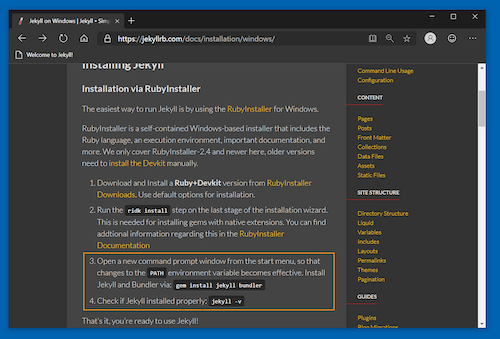 Jekyll on Windows | Jekyll • Simp
https://jekyllrb.com/docs/installation/windows/
Welcome to Jekyll!
Installing Jekyll
Installation via RubyInstaller
The easiest way to run Jekyll is by using the RubyInstaller for Windows.
RubyInstaller is a self-contained Windows-based installer that includes the
Ruby language, an execution environment, important documentation, and
more. We only cover RubyInstaller-2.4 and newer here, older versions
need to install the Devkit manually.
1. Download and Install a Ruby+Devkit version from RubyInstaller
Downloads. Use default options for installation.
2. Run the ridk install step on the last stage of the installation wizard.
This is needed for installing gems with native extensions. You can find
addtional information regarding this in the RubyInstaller
Documentation
3. Open a new command prompt window from the start menu, so that
changes to the PATH environment variable becomes effective. Install
Jekyll and Bundler via: gem install jekyll bundler
4. Check if Jekyll installed properly: jekyll -v
That's it, you're ready to use Jekyll!
Command Line Usage
Configuration
CONTENT
Pages
Posts
Front Matter
Collections
Data Files
Assets
Static Files
SITE STRUCTURE
Directory Structure
Liquid
Variables
Includes
Layouts
Permalinks
Themes
Pagination
GUIDES
Plugins
Blog Migrations